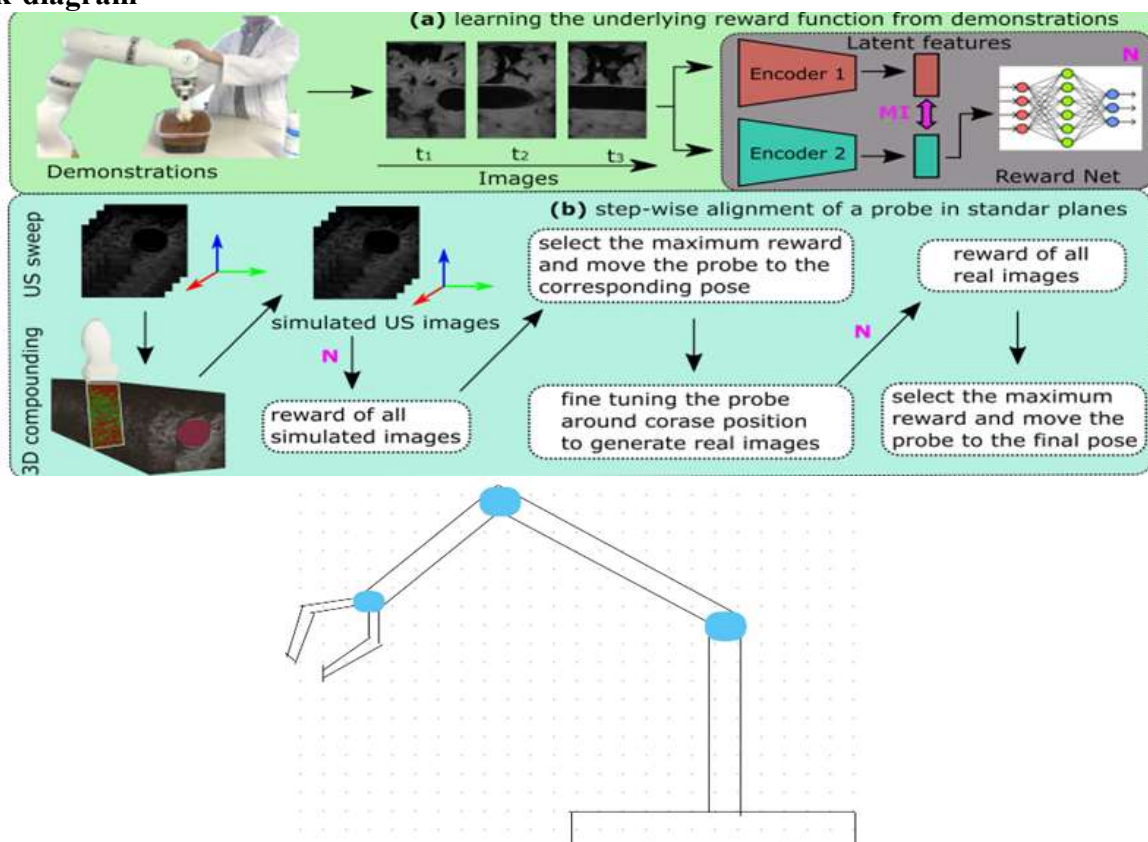 k diagram
(a) learning the underlying reward function from demonstrations
Latent features
Encoder 1
N
MI
Encoder 2
t1
t2
t3
Demonstrations
Images
Reward Net
(b) step-wise alignment of a probe in standar planes
US sweep
select the maximum reward
and move the probe to the
corresponding pose
reward of all
real images
simulated US images
N
N
3D compounding
reward of all
simulated images
fine tuning the probe
around corase position
to generate real images
select the maximum
reward and move the
probe to the final pose